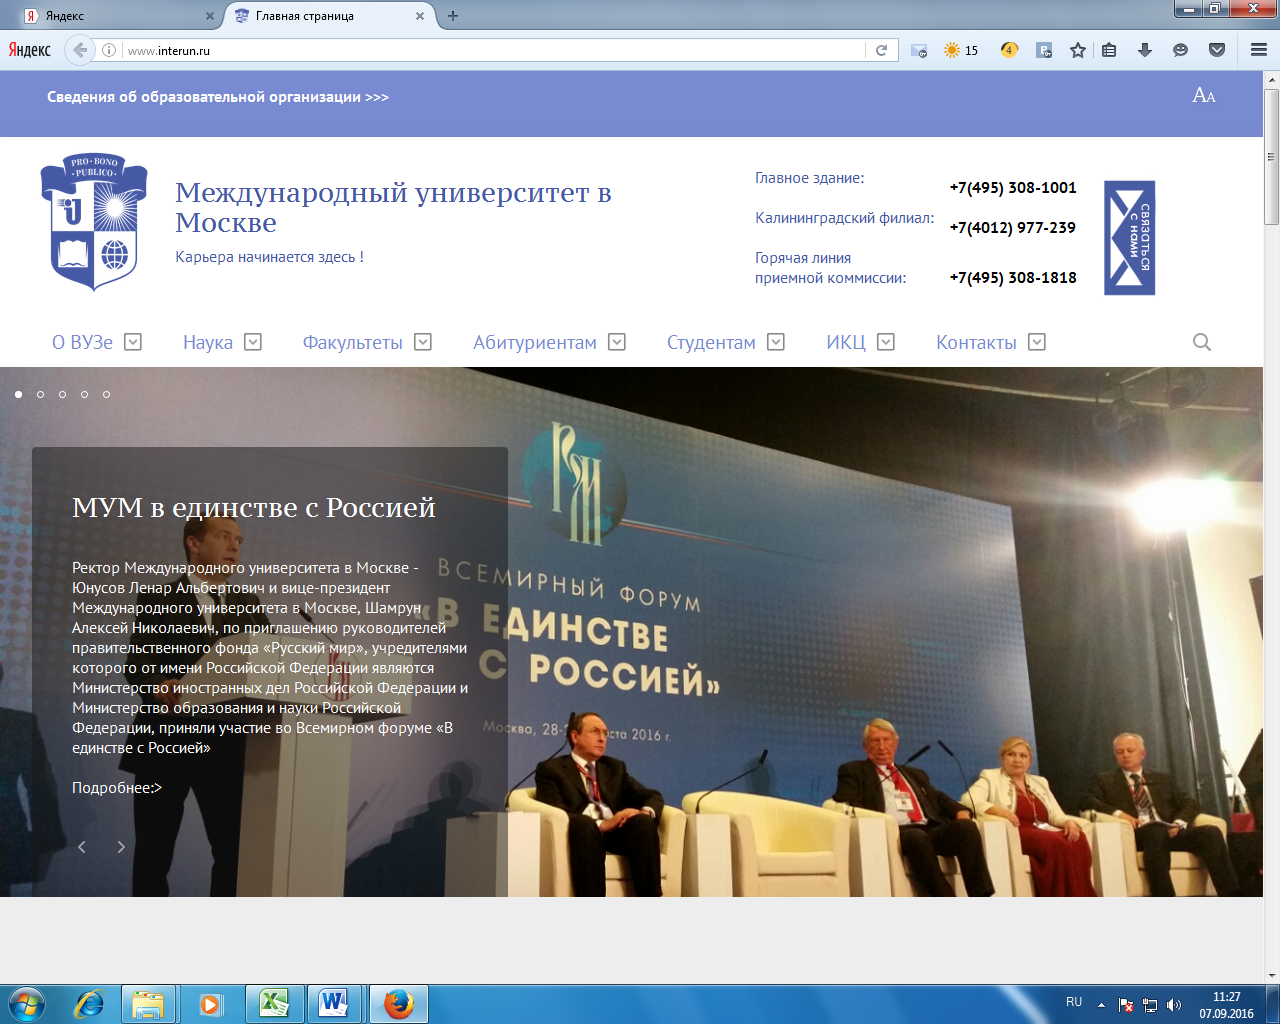 Яндекс
Главная страница
Яндекс
www.interun.ru
15
4
Сведения об образовательной организации >>>
AA
PRO·BONO
·PUBLICO·
Международный университет в
Москве
Карьера начинается здесь !
Главное здание:
+7(495) 308-1001
Калининградский филиал:
+7(4012) 977-239
Горячая линия
приемной коммиссии:
+7(495) 308-1818
СВЯЗАТЬСЯ
С НАМИ
О ВУЗе
Наука
Факультеты
Абитуриентам
Студентам
ИКЦ
Контакты
МУМ в единстве с Россией
Ректор Международного университета в Москве -
Юнусов Ленар Альбертович и вице-президент
Международного университета в Москве, Шамрун
Алексей Николаевич, по приглашению руководителей
правительственного фонда «Русский мир», учредителями
которого от имени Российской Федерации являются
Министерство иностранных дел Российской Федерации и
Министерство образования и науки Российской
Федерации, приняли участие во Всемирном форуме «В
единстве с Россией»
Подробнее:>
ВСЕМИРНЫЙ ФОРУМ
«В ЕДИНСТВЕ
С РОССИЕЙ»
Москва, 2016 г.
RU
11:27
07.09.2016